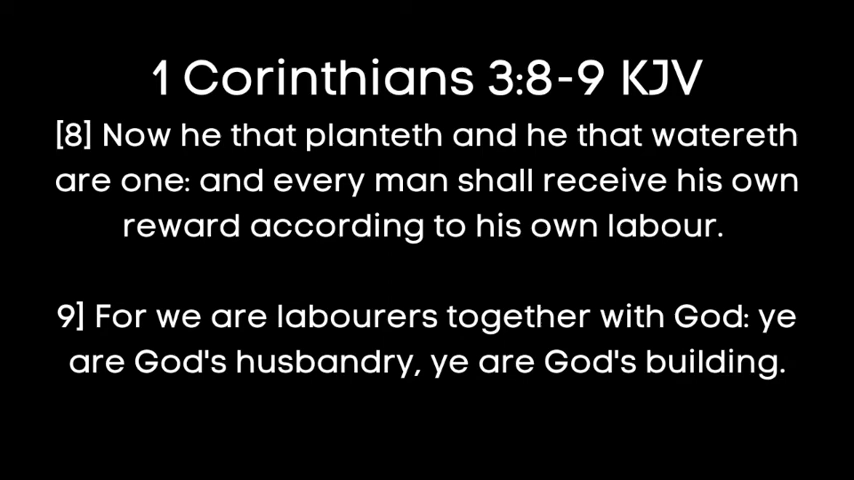 1 Corinthians 3:8-9 KJV
[8] Now he that planteth and he that watereth
are one: and every man shall receive his own
reward according to his own labour.
9] For we are labourers together with God: ye
are God's husbandry, ye are God's building.